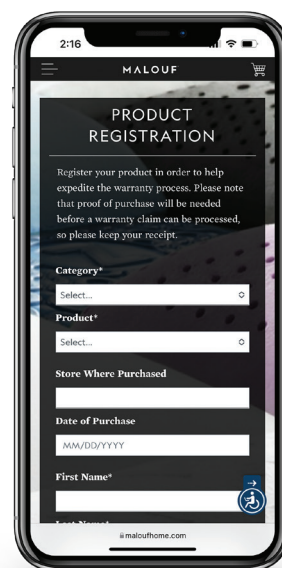 2:16
MALOUF
PRODUCT
REGISTRATION
Register your product in order to help
expedite the warranty process. Please note
that proof of purchase will be needed
before a warranty claim can be processed,
so please keep your receipt.
Category*
Select...
Product*
Select...
Store Where Purchased
Date of Purchase
MM/DD/YYYY
First Name*
Last Name*
maloufhome.com